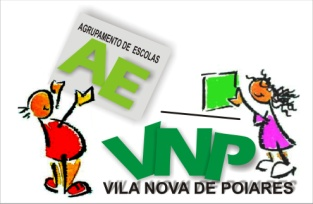 AGRUPAMENTO DE ESCOLAS
AE
VNP
VILA NOVA DE POIARES